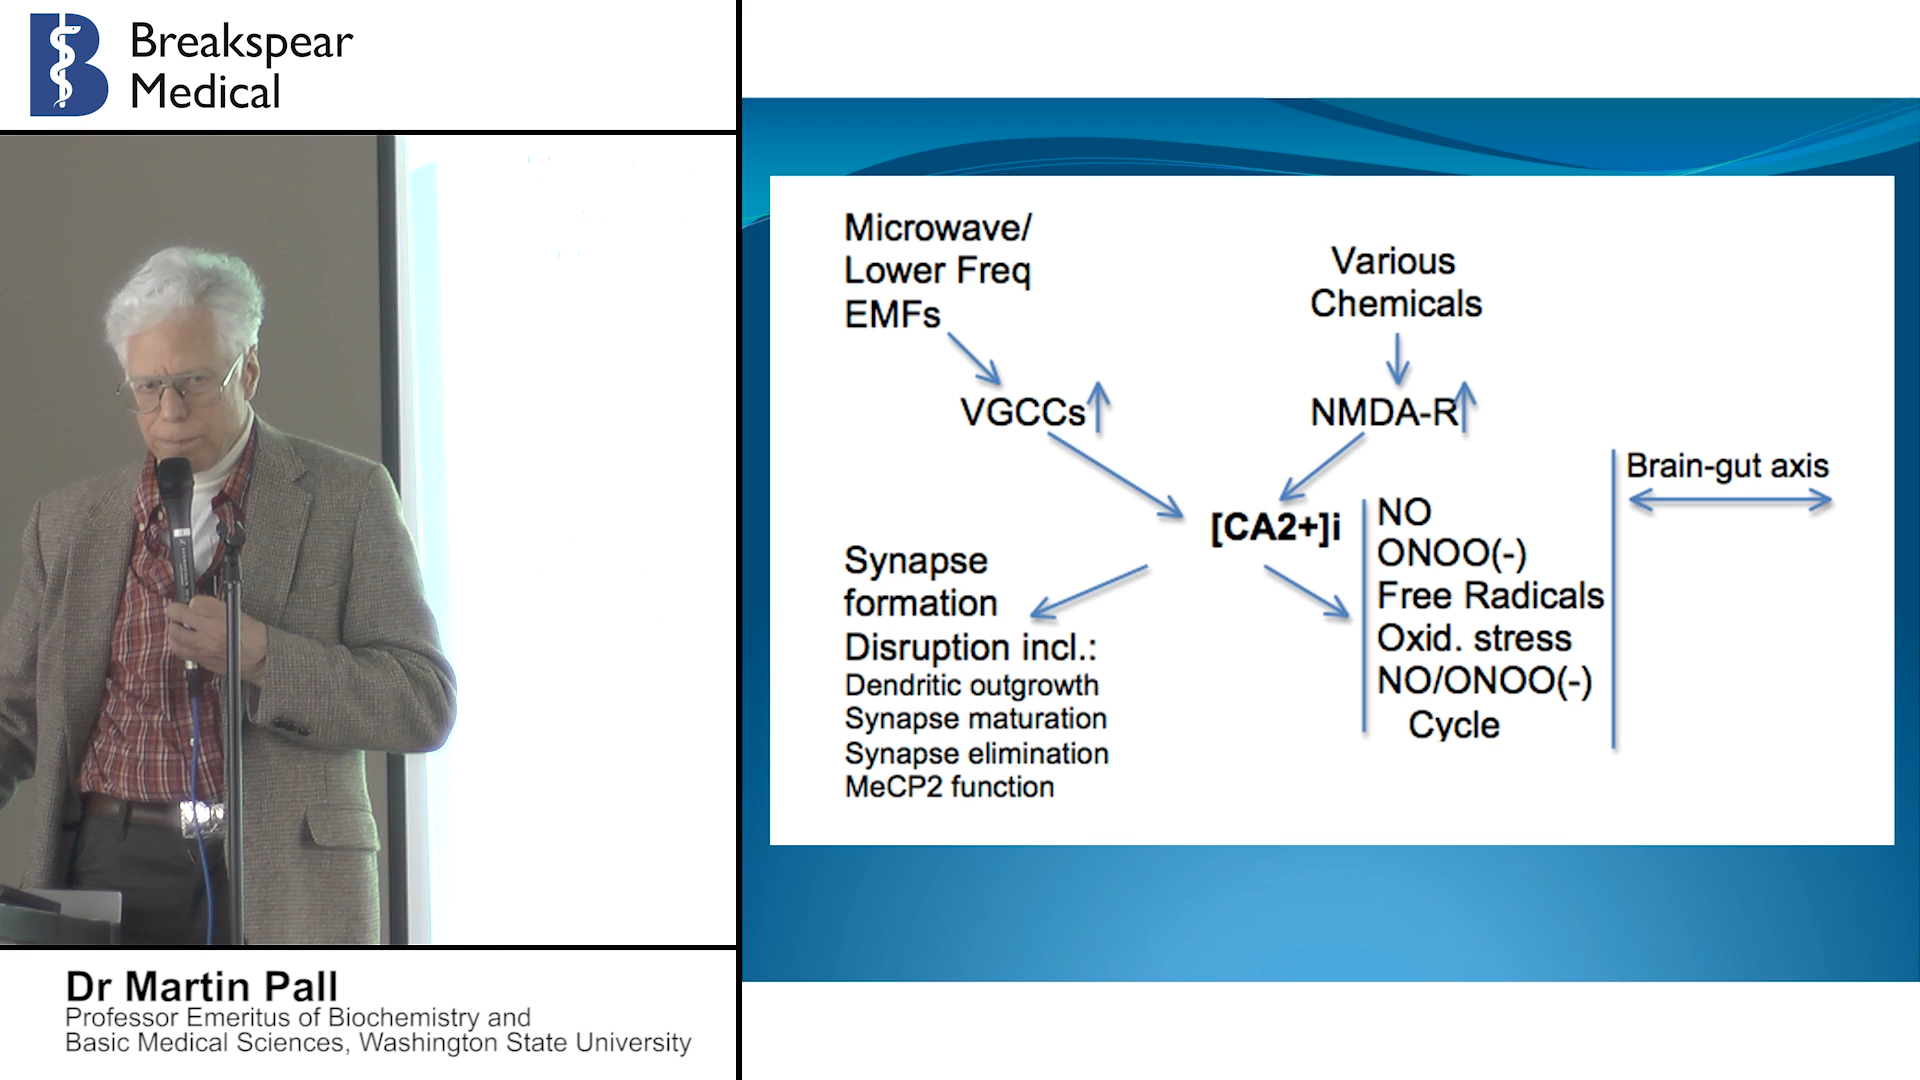 Breakspear
Medical
Microwave/
Lower Freq
EMFs
Various
Chemicals
VGCCs
NMDA-R
Brain-gut axis
[CA2+]i
NO
ONOO(-)
Free Radicals
Oxid. stress
NO/ONOO(-)
Cycle
Synapse
formation
Disruption incl.:
Dendritic outgrowth
Synapse maturation
Synapse elimination
MeCP2 function
Dr Martin Pall
Professor Emeritus of Biochemistry and
Basic Medical Sciences, Washington State University